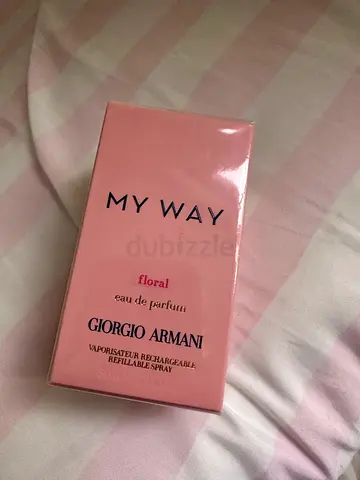 MY WAY
dubizzle
floral
eau de parfum
GIORGIO ARMANI
VAPORISATEUR RECHARGEABLE
REFILLABLE SPRAY